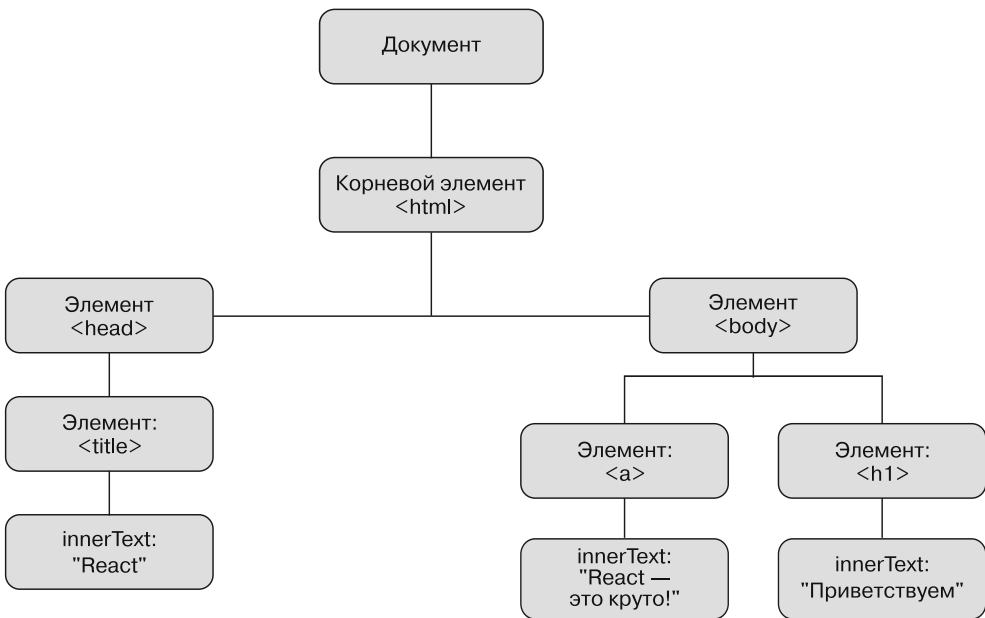 Документ
Корневой элемент
<html>
Элемент
<head>
Элемент
<body>
Элемент:
<title>
Элемент:
<a>
Элемент:
<h1>
innerText:
"React"
innerText:
"React —
это круто!"
innerText:
"Приветствуем"